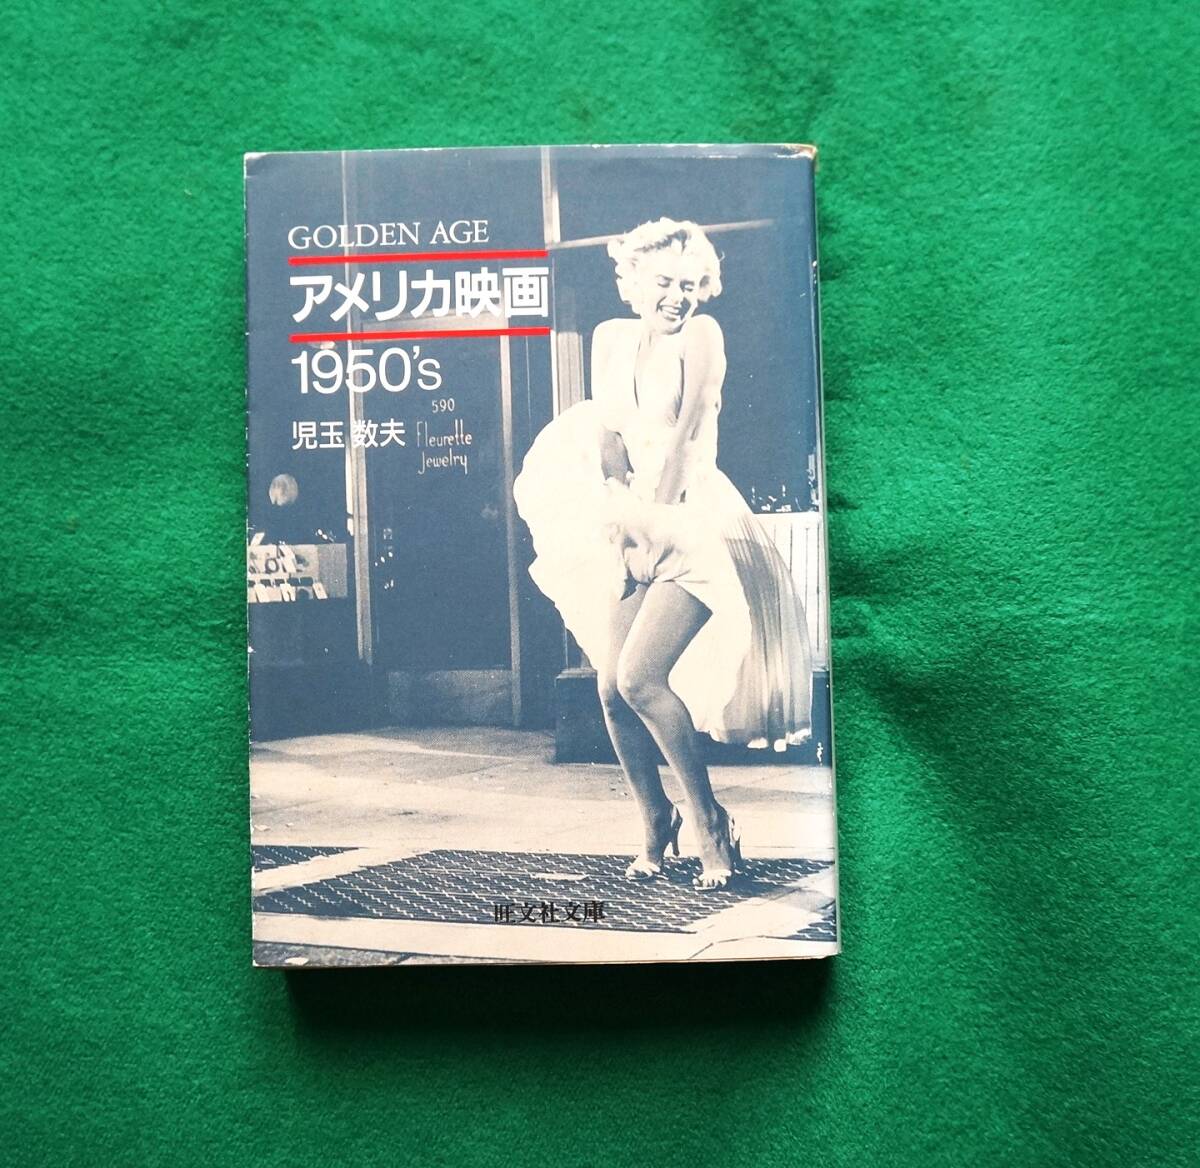 GOLDEN AGE
アメリカ映画
1950's
児玉数夫
590
Fleurette
Jewelry
旺文社文庫